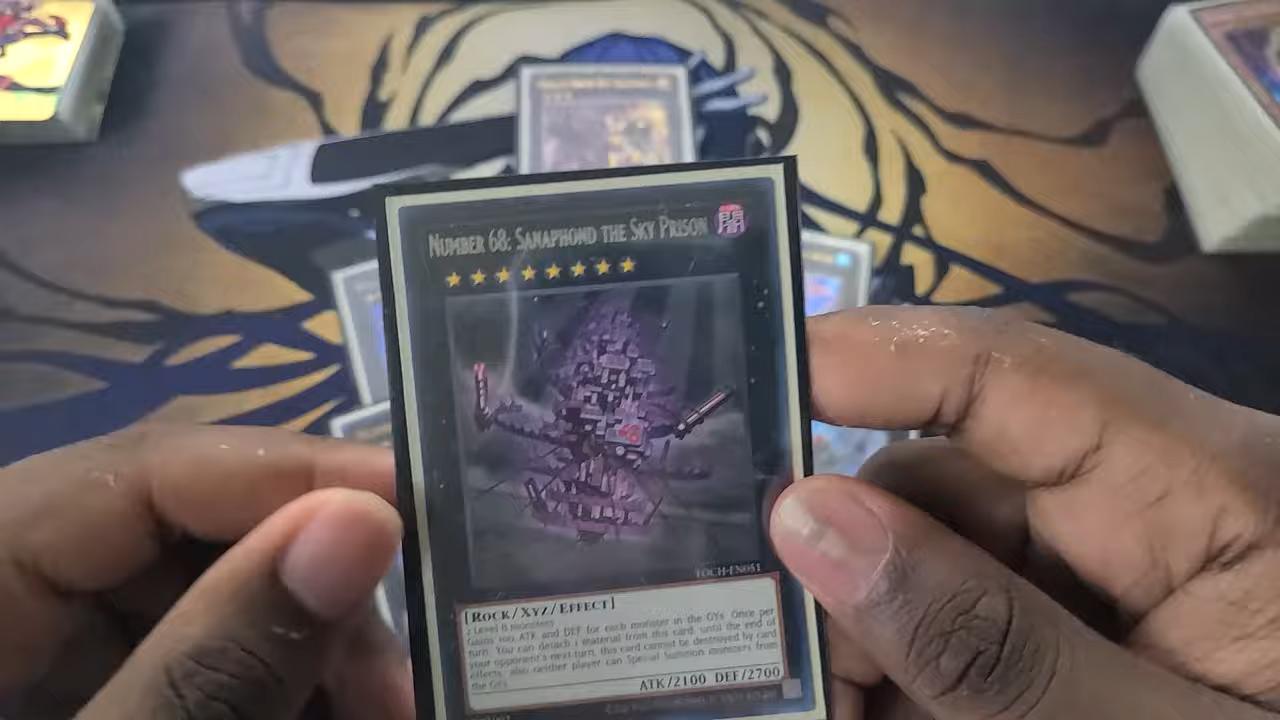 NUMBER 68: SANAPHOND THE SKY PRISON
TOCH-EN051
[ROCK/XYZ/EFFECT]
2 Level 8 monsters
Gains 100 ATK and DEF for each monster in the GYs. Once per
turn: You can detach 1 material from this card; until the end of
your opponent's next turn, this card cannot be destroyed by card
effects, also neither player can Special Summon monsters from
the GYs.
ATK/2100 DEF/2700